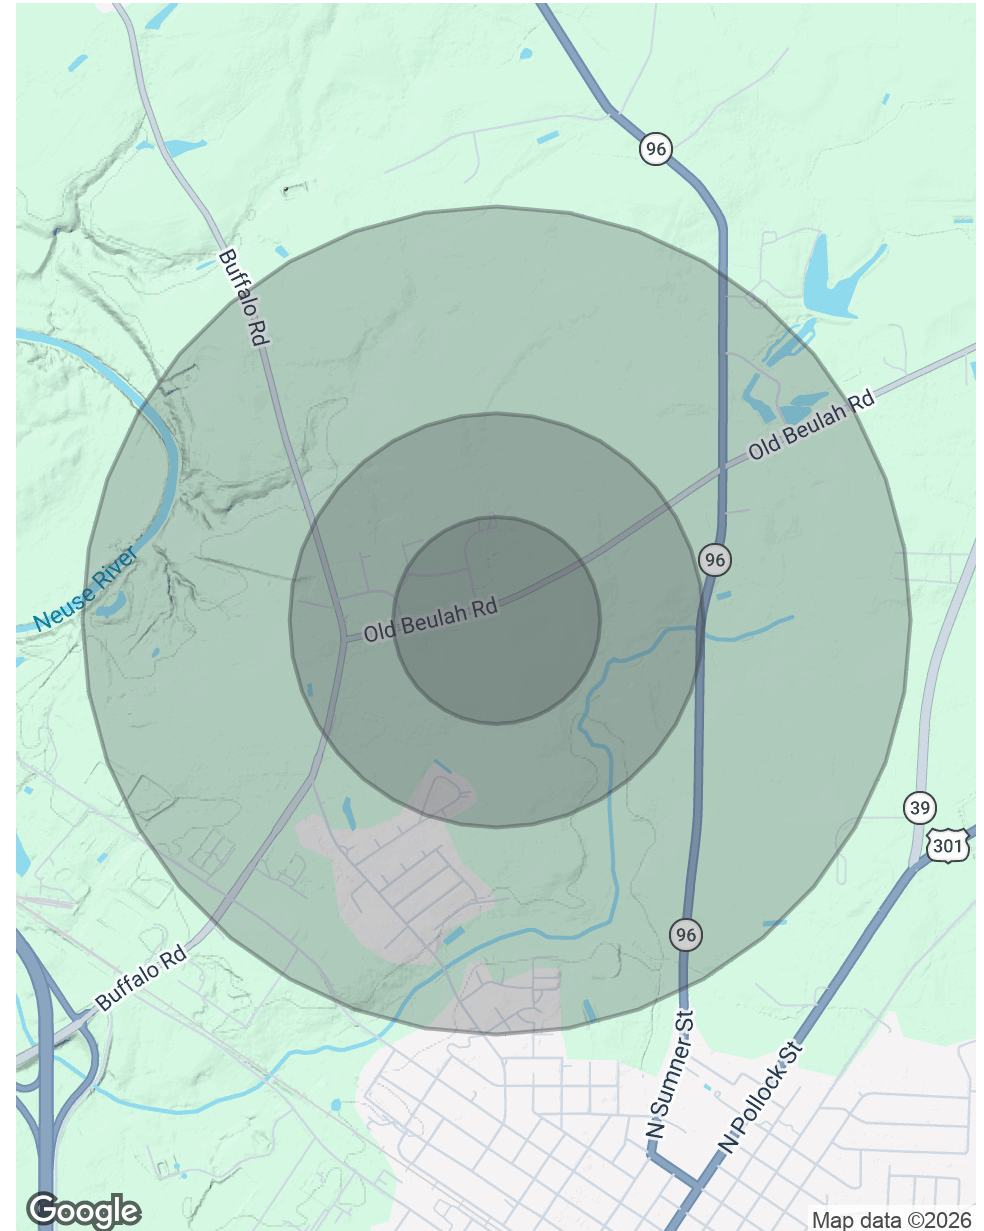 96
Buffalo Rd
Old Beulah Rd
96
Neuse River
Old Beulah Rd
39
301
96
Buffalo Rd
N Sumner St
N Pollock St
Google
Map data ©2026